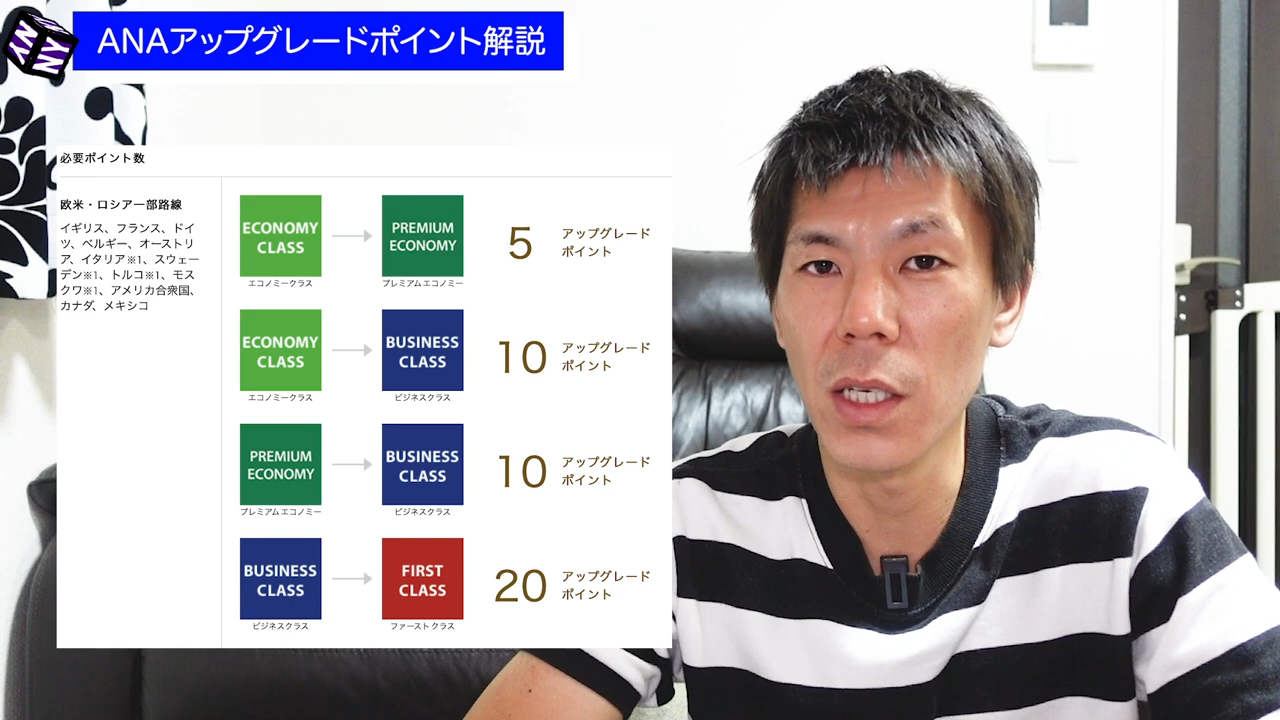 ANAアップグレードポイント解説
NY
NY
必要ポイント数
欧米・ロシア一部路線
イギリス、フランス、ドイ
ツ、ベルギー、オーストリ
ア、イタリア※1、スウェー
デン※1、トルコ※1、モス
クワ※1、アメリカ合衆国、
カナダ、メキシコ
ECONOMY
CLASS
エコノミークラス
PREMIUM
ECONOMY
プレミアムエコノミー
5
アップグレード
ポイント
ECONOMY
CLASS
エコノミークラス
BUSINESS
CLASS
ビジネスクラス
10
アップグレード
ポイント
PREMIUM
ECONOMY
プレミアムエコノミー
BUSINESS
CLASS
ビジネスクラス
10
アップグレード
ポイント
BUSINESS
CLASS
ビジネスクラス
FIRST
CLASS
ファーストクラス
20
アップグレード
ポイント